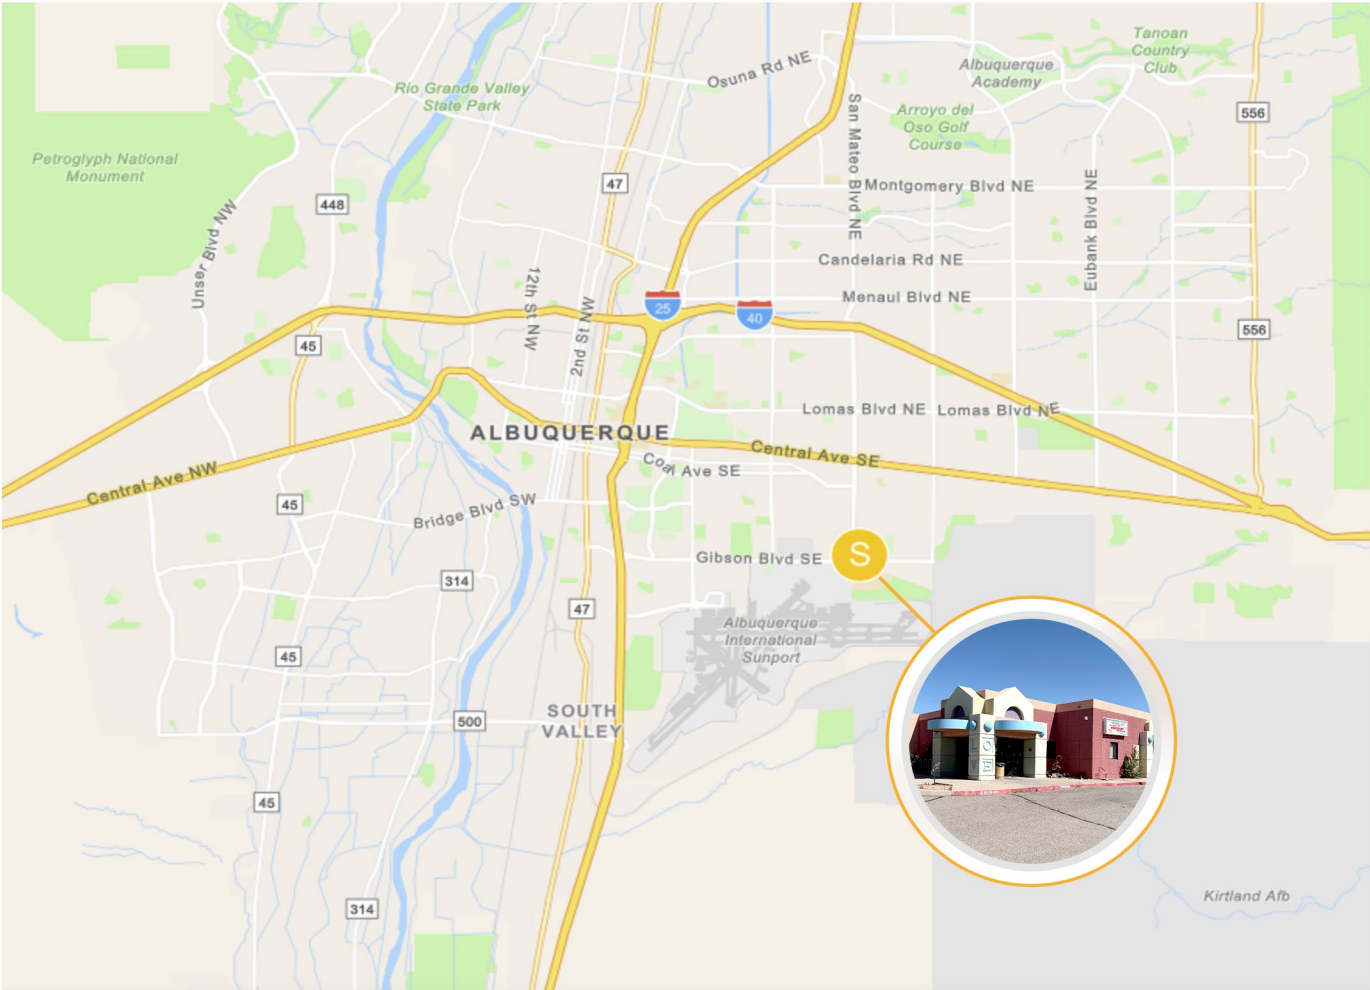 Tanoan
Country
Club
Osuna Rd NE
Albuquerque
Academy
Rio Grande Valley
State Park
San Mateo Blvd NE
Arroyo del
Oso Golf
Course
556
Petroglyph National
Monument
47
Montgomery Blvd NE
448
Unser Blvd NW
Eubank Blvd NE
Candelaria Rd NE
12th St NW
2nd St NW
Menaul Blvd NE
25
40
45
556
Lomas Blvd NE
Lomas Blvd NE
ALBUQUERQUE
Central Ave SE
Central Ave NW
Coal Ave SE
45
Bridge Blvd SW
Gibson Blvd SE
S
314
47
Albuquerque
International
Sunport
45
SOUTH
VALLEY
500
LO
VE
45
Kirtland Afb
314